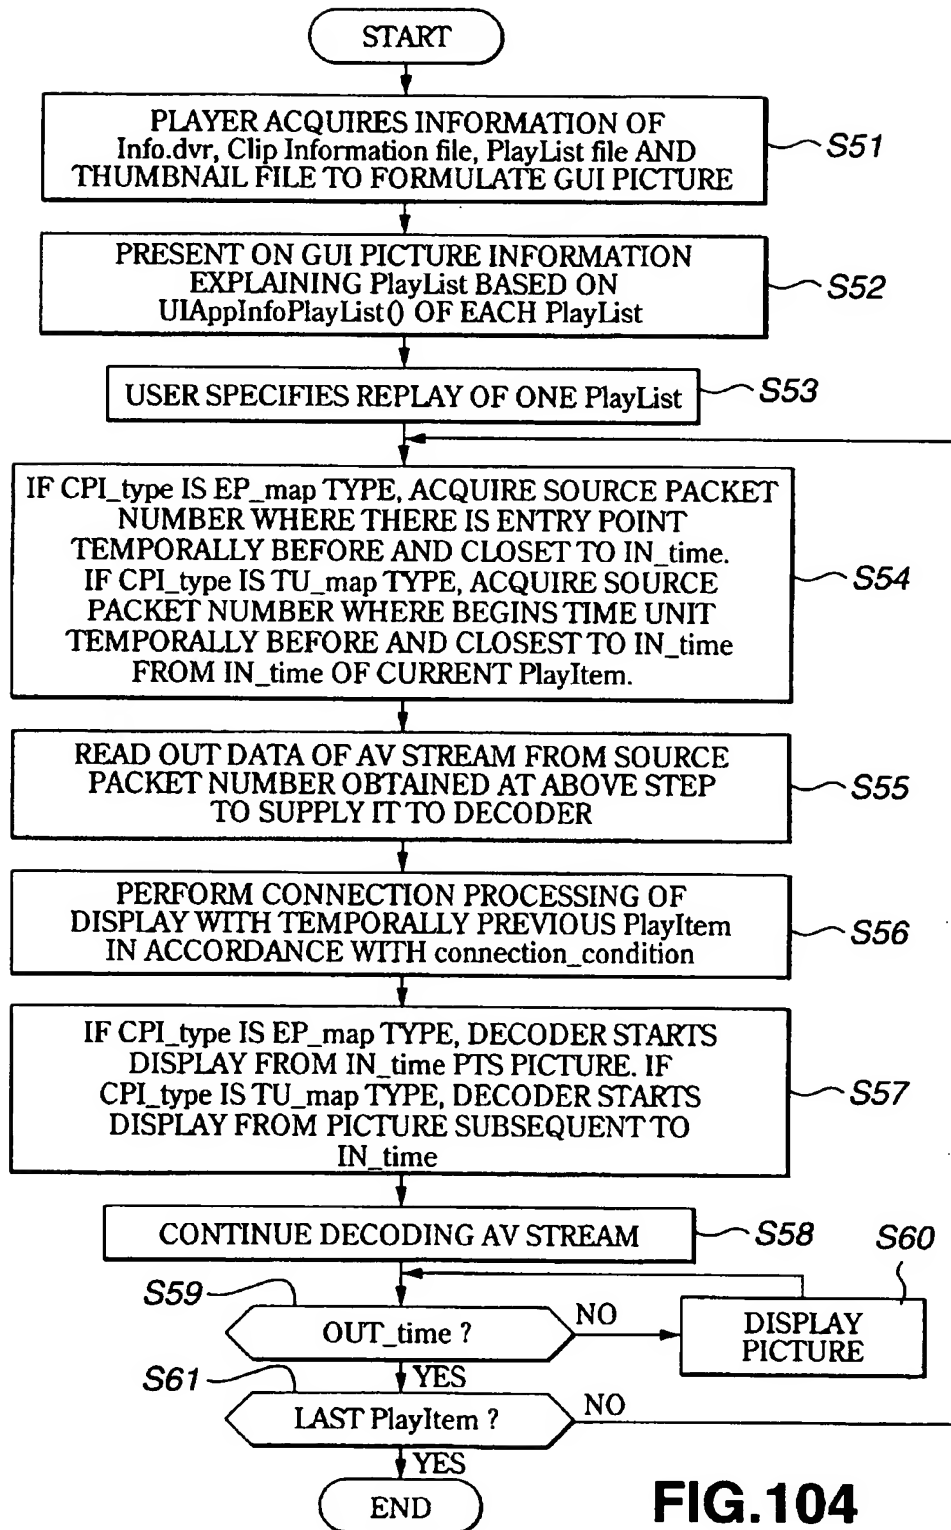 START
PLAYER ACQUIRES INFORMATION OF
Info.dvr, Clip Information file, PlayList file AND
THUMBNAIL FILE TO FORMULATE GUI PICTURE
S51
PRESENT ON GUI PICTURE INFORMATION
EXPLAINING PlayList BASED ON
UIAppInfoPlayList() OF EACH PlayList
S52
USER SPECIFIES REPLAY OF ONE PlayList
S53
IF CPI_type IS EP_map TYPE, ACQUIRE SOURCE PACKET
NUMBER WHERE THERE IS ENTRY POINT
TEMPORALLY BEFORE AND CLOSET TO IN_time.
IF CPI_type IS TU_map TYPE, ACQUIRE SOURCE
PACKET NUMBER WHERE BEGINS TIME UNIT
TEMPORALLY BEFORE AND CLOSEST TO IN_time
FROM IN_time OF CURRENT PlayItem.
S54
READ OUT DATA OF AV STREAM FROM SOURCE
PACKET NUMBER OBTAINED AT ABOVE STEP
TO SUPPLY IT TO DECODER
S55
PERFORM CONNECTION PROCESSING OF
DISPLAY WITH TEMPORALLY PREVIOUS PlayItem
IN ACCORDANCE WITH connection_condition
S56
IF CPI_type IS EP_map TYPE, DECODER STARTS
DISPLAY FROM IN_time PTS PICTURE. IF
CPI_type IS TU_map TYPE, DECODER STARTS
DISPLAY FROM PICTURE SUBSEQUENT TO
IN_time
S57
CONTINUE DECODING AV STREAM
S58
S59
OUT_time ?
NO
S60
DISPLAY
PICTURE
YES
S61
LAST PlayItem ?
NO
YES
END
FIG.104